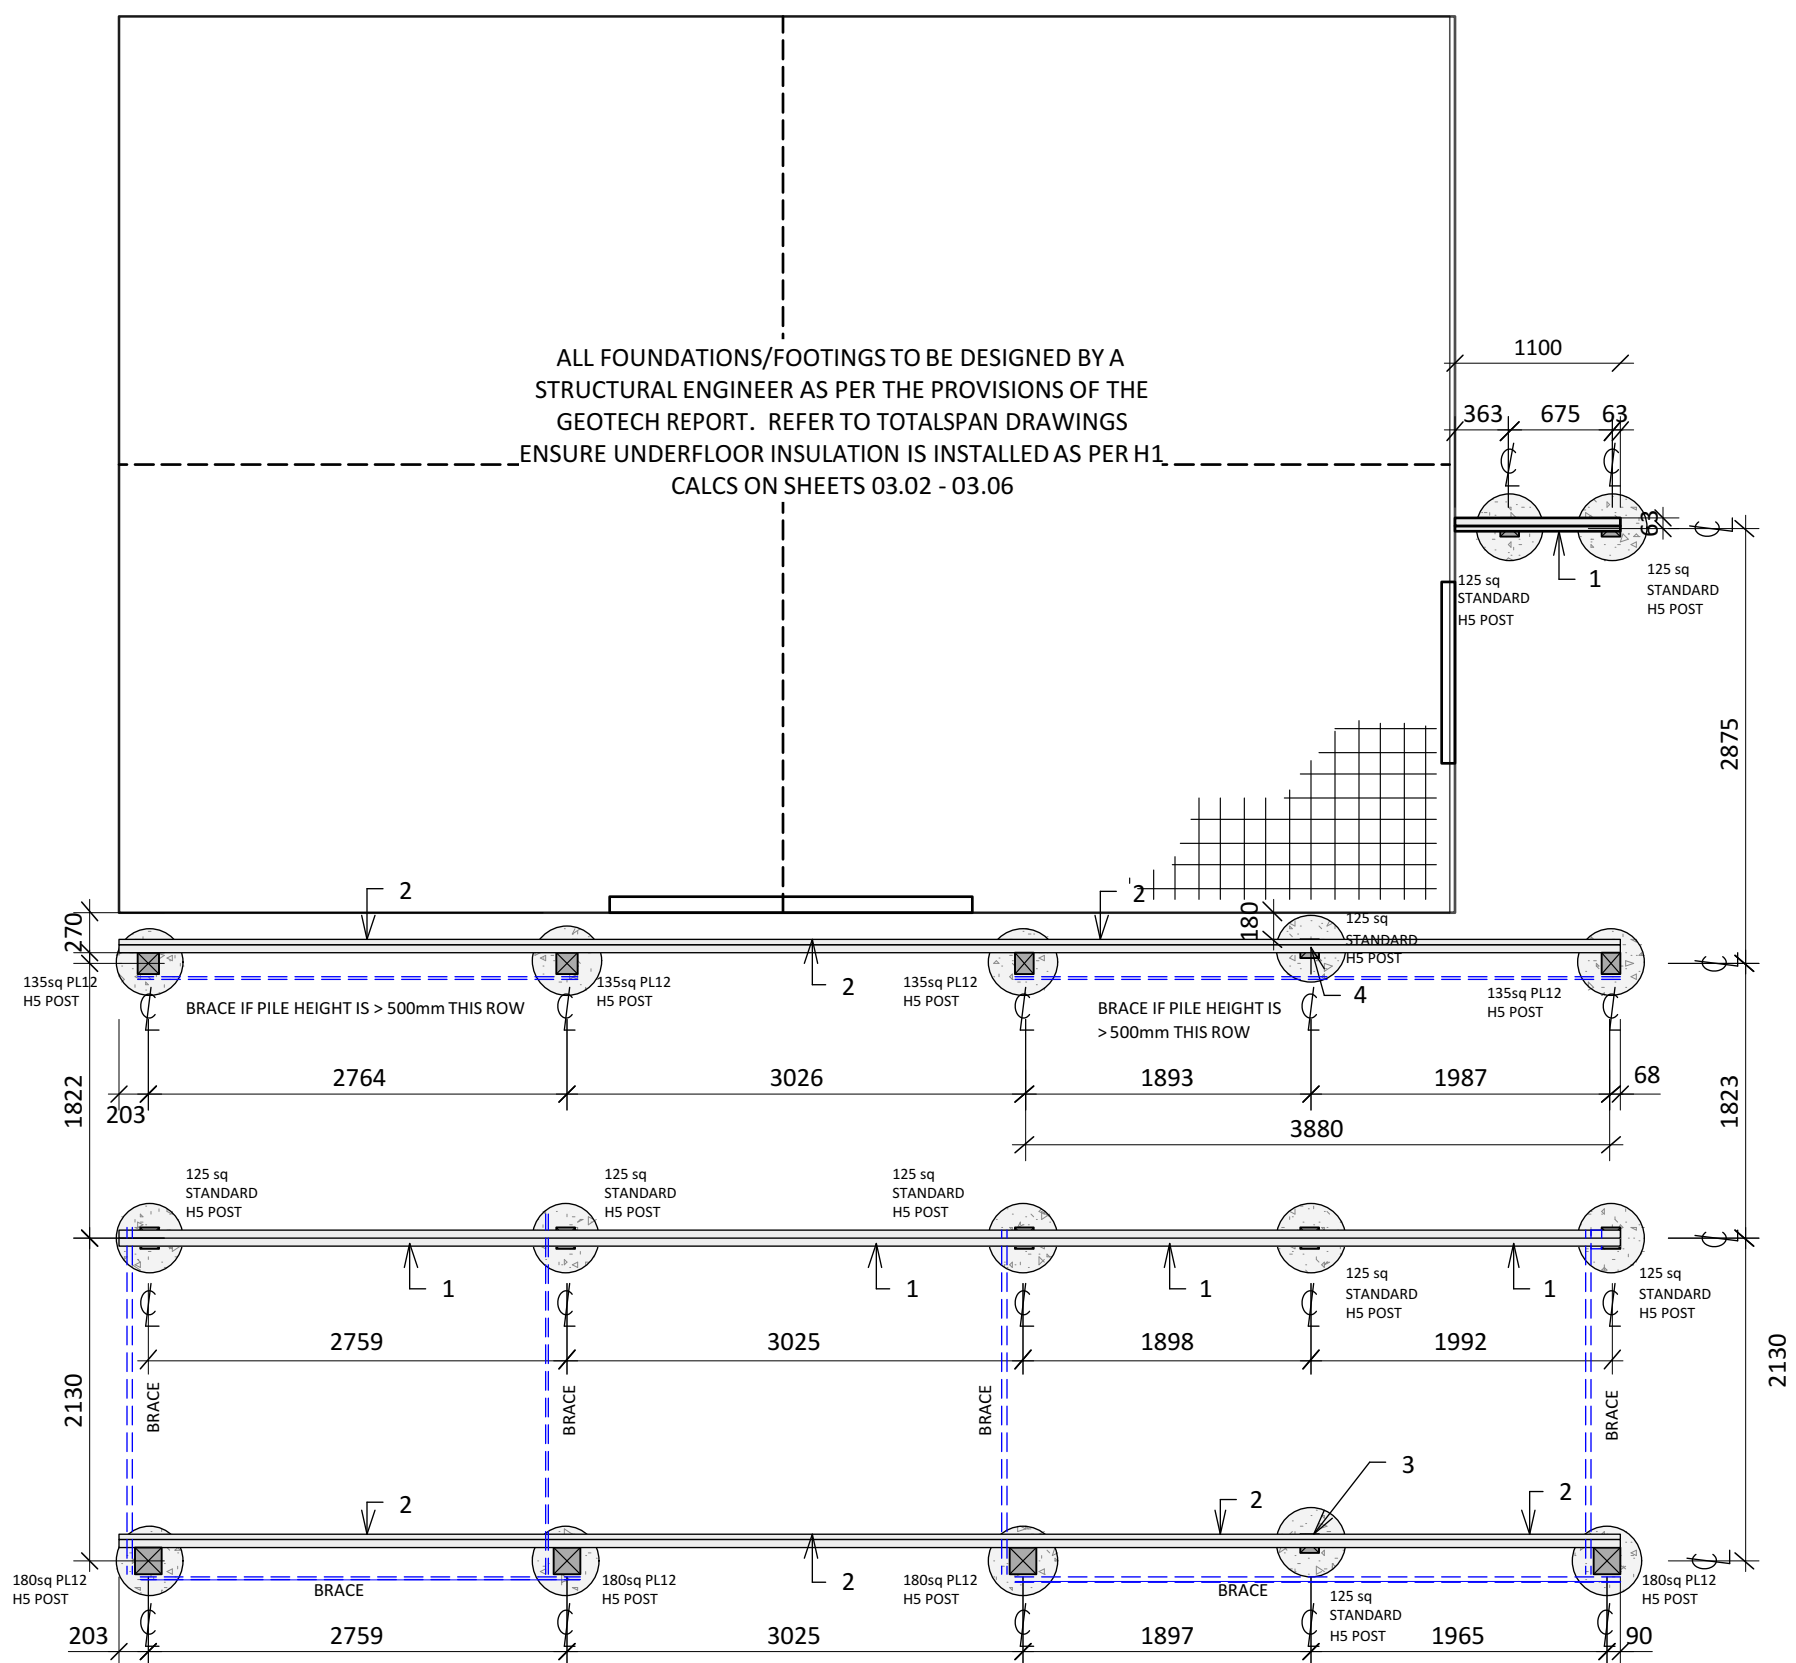 ALL FOUNDATIONS/FOOTINGS TO BE DESIGNED BY A
STRUCTURAL ENGINEER AS PER THE PROVISIONS OF THE
GEOTECH REPORT. REFER TO TOTALSPAN DRAWINGS
ENSURE UNDERFLOOR INSULATION IS INSTALLED AS PER H1
CALCS ON SHEETS 03.02 - 03.06
1100
363 675 63
63
1
125 sq
STANDARD
H5 POST
125 sq
STANDARD
H5 POST
2875
2
2
270
180
125 sq
STANDARD
H5 POST
135sq PL12
H5 POST
135sq PL12
H5 POST
2
135sq PL12
H5 POST
4
135sq PL12
H5 POST
BRACE IF PILE HEIGHT IS > 500mm THIS ROW
BRACE IF PILE HEIGHT IS
> 500mm THIS ROW
1822
203
2764
3026
1893
1987
68
1823
3880
125 sq
STANDARD
H5 POST
125 sq
STANDARD
H5 POST
125 sq
STANDARD
H5 POST
1
1
1
1
125 sq
STANDARD
H5 POST
125 sq
STANDARD
H5 POST
2759
3025
1898
1992
2130
BRACE
BRACE
BRACE
BRACE
2130
3
2
2
2
2
180sq PL12
H5 POST
BRACE
180sq PL12
H5 POST
180sq PL12
H5 POST
BRACE
125 sq
STANDARD
H5 POST
180sq PL12
H5 POST
203
2759
3025
1897
1965
90